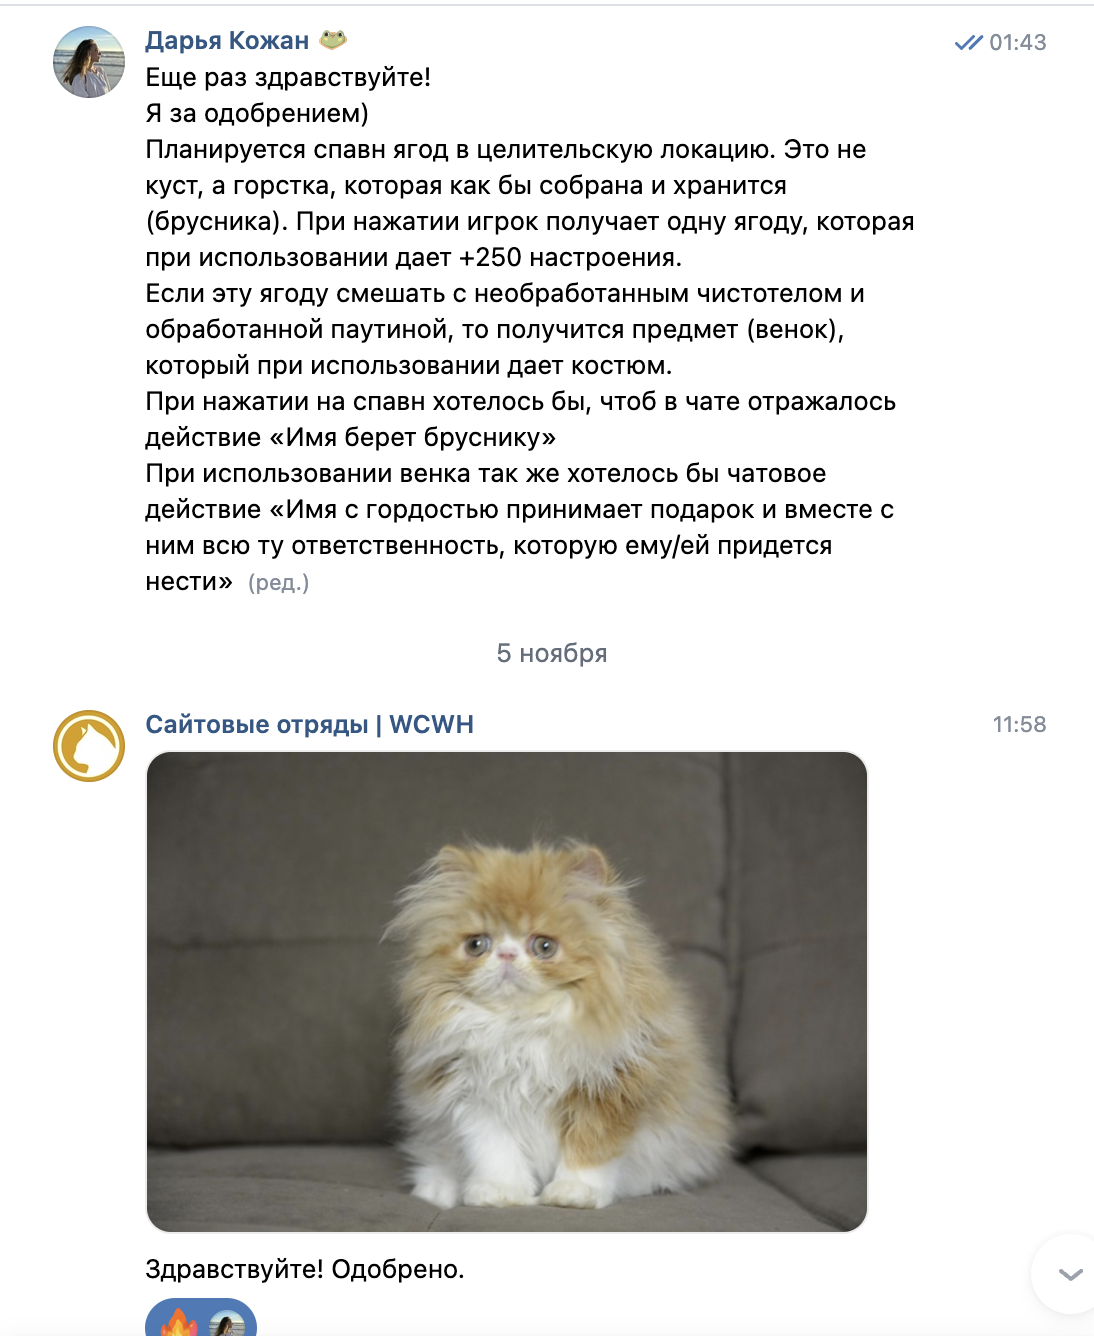 Дарья Кожан
01:43
Еще раз здравствуйте!
Я за одобрением)
Планируется спавн ягод в целительскую локацию. Это не
куст, а горстка, которая как бы собрана и хранится
(брусника). При нажатии игрок получает одну ягоду, которая
при использовании дает +250 настроения.
Если эту ягоду смешать с необработанным чистотелом и
обработанной паутиной, то получится предмет (венок),
который при использовании дает костюм.
При нажатии на спавн хотелось бы, чтоб в чате отражалось
действие «Имя берет бруснику»
При использовании венка так же хотелось бы чатовое
действие «Имя с гордостью принимает подарок и вместе с
ним всю ту ответственность, которую ему/ей придется
нести» (ред.)
5 ноября
Сайтовые отряды | WCWH
11:58
Здравствуйте! Одобрено.